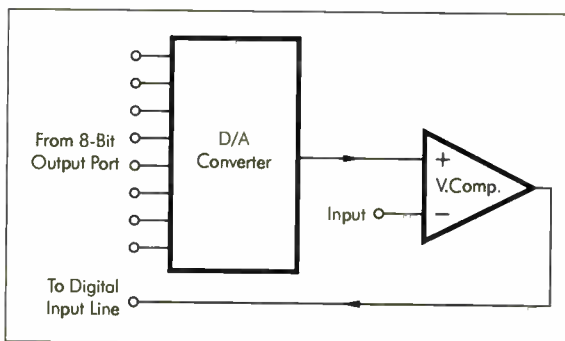 From 8-Bit
Output Port
D/A
Converter
+
V.Comp.
Input
−
To Digital
Input Line